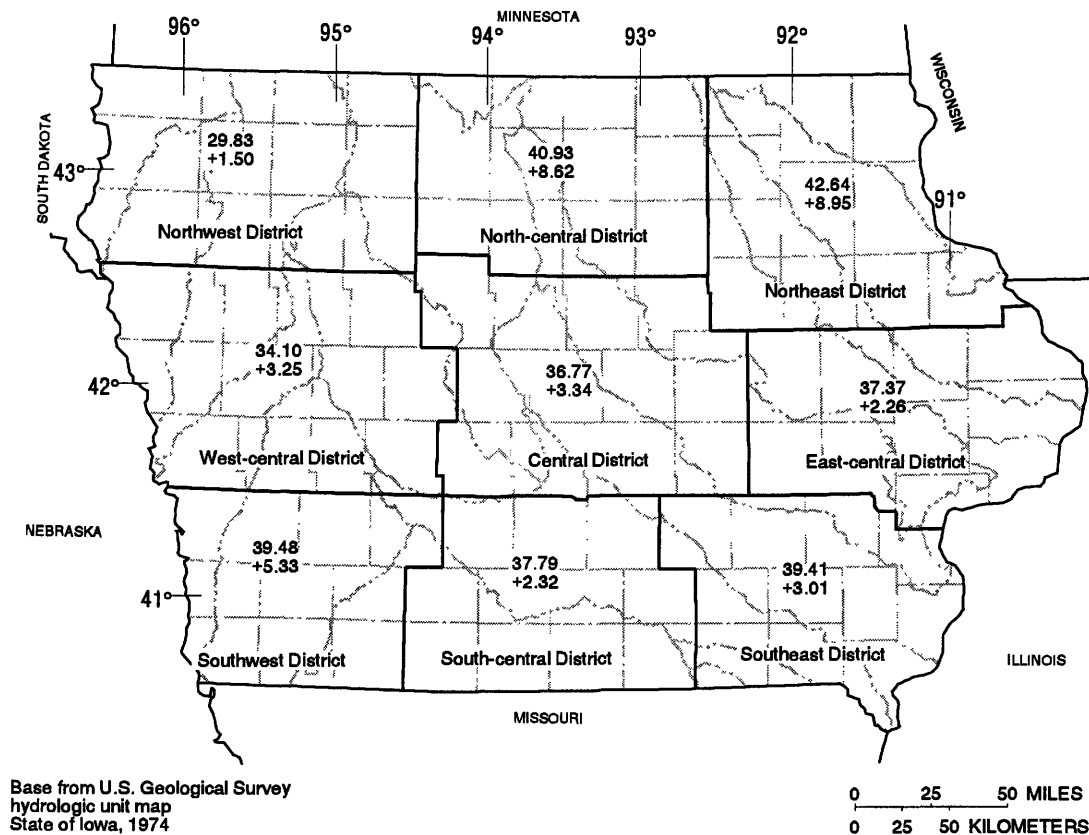 MINNESOTA
96° 95° 94° 93° 92°
WISCONSIN
SOUTH DAKOTA
43°
29.83
+1.50
Northwest District
40.93
+8.62
North-central District
42.64
+8.95
91°
Northeast District
42°
34.10
+3.25
West-central District
36.77
+3.34
Central District
37.37
+2.26
East-central District
NEBRASKA
41°
39.48
+5.33
Southwest District
37.79
+2.32
South-central District
39.41
+3.01
Southeast District
ILLINOIS
MISSOURI
Base from U.S. Geological Survey
hydrologic unit map
State of Iowa, 1974
0 25 50 MILES
0 25 50 KILOMETERS